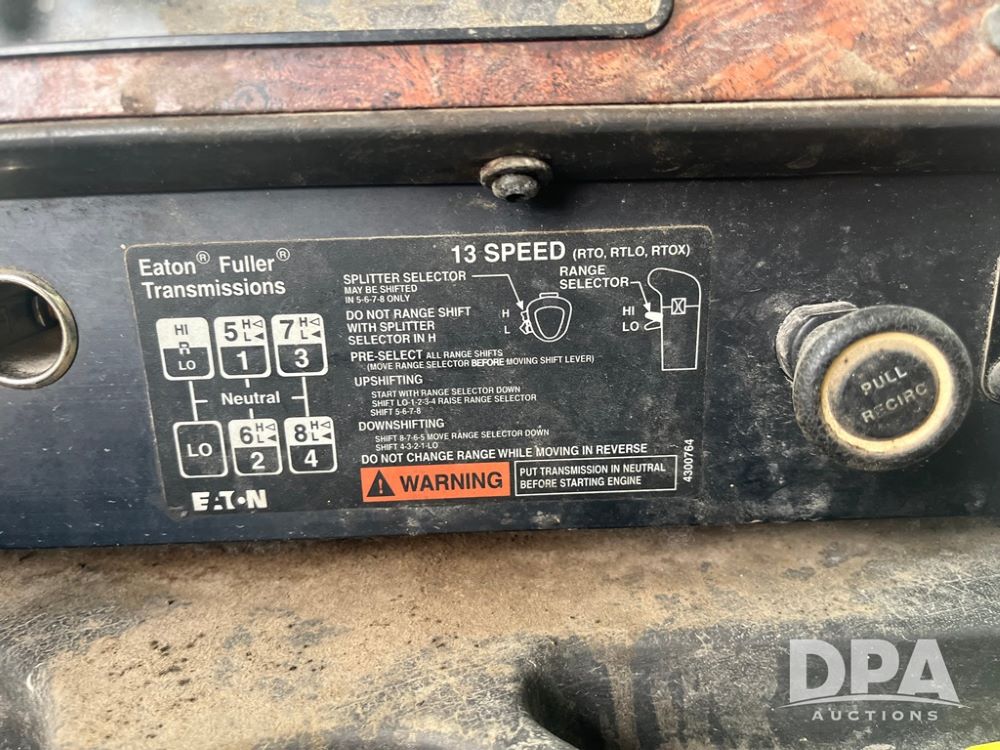 Eaton® Fuller®
Transmissions
13 SPEED (RTO, RTLO, RTOX)
SPLITTER SELECTOR
MAY BE SHIFTED
IN 5-6-7-8 ONLY
H
L
RANGE
SELECTOR
HI
LO
DO NOT RANGE SHIFT
WITH SPLITTER
SELECTOR IN H
PRE-SELECT ALL RANGE SHIFTS
(MOVE RANGE SELECTOR BEFORE MOVING SHIFT LEVER)
UPSHIFTING
START WITH RANGE SELECTOR DOWN
SHIFT LO-1-2-3-4 RAISE RANGE SELECTOR
SHIFT 5-6-7-8
DOWNSHIFTING
SHIFT 8-7-6-5 MOVE RANGE SELECTOR DOWN
SHIFT 4-3-2-1-LO
DO NOT CHANGE RANGE WHILE MOVING IN REVERSE
WARNING
PUT TRANSMISSION IN NEUTRAL
BEFORE STARTING ENGINE
4300764
HI
R
LO
5 H L
1
7 H L
3
Neutral
LO
6 H L
2
8 H L
4
EATON
PULL
RECIRC
DPA
AUCTIONS